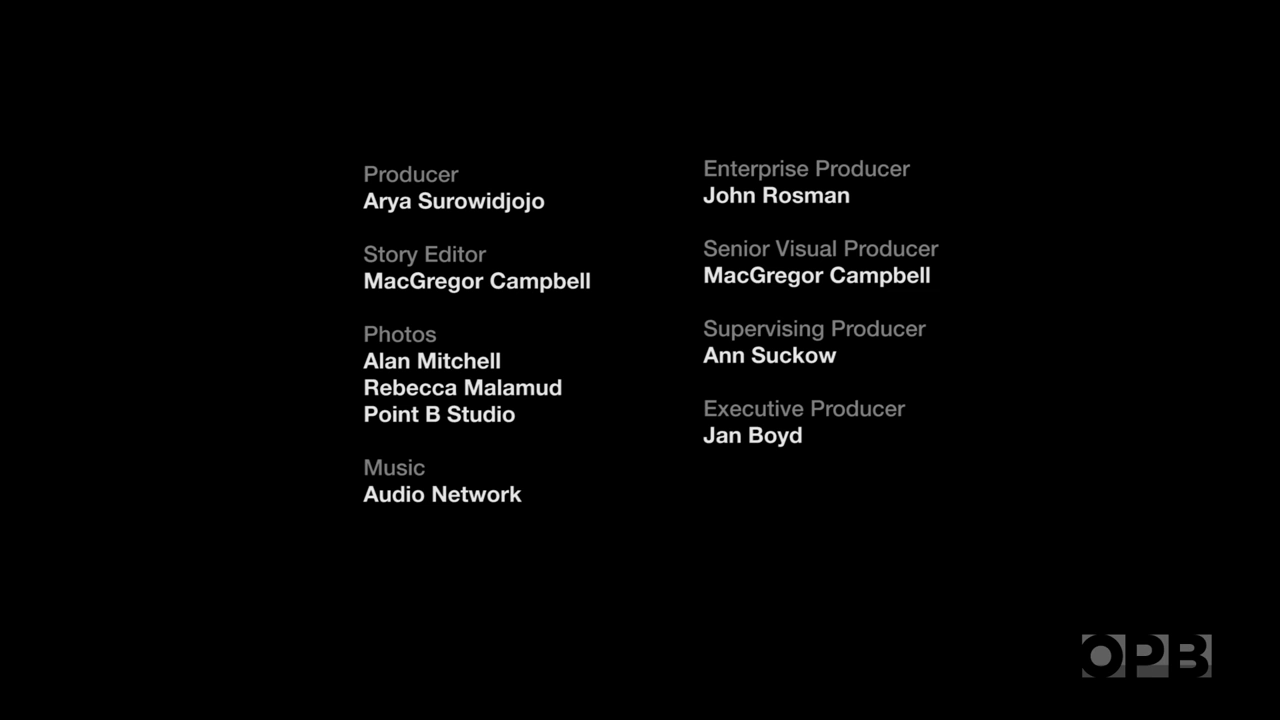 Producer
Arya Surowidjojo
Story Editor
MacGregor Campbell
Photos
Alan Mitchell
Rebecca Malamud
Point B Studio
Music
Audio Network
Enterprise Producer
John Rosman
Senior Visual Producer
MacGregor Campbell
Supervising Producer
Ann Suckow
Executive Producer
Jan Boyd
OPB